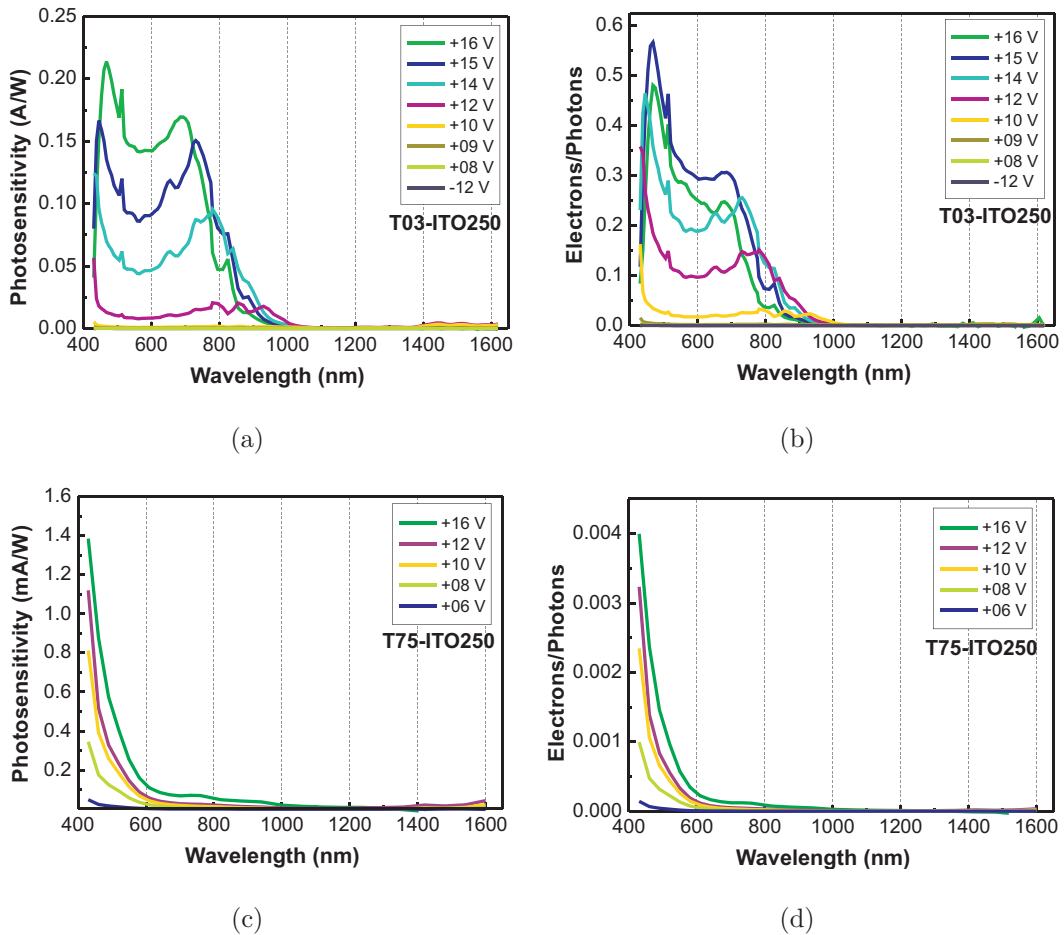 0.25
0.20
0.15
0.10
0.05
0.00
Photosensitivity (A/W)
+16 V
+15 V
+14 V
+12 V
+10 V
+09 V
+08 V
-12 V
T03-ITO250
400 600 800 1000 1200 1400 1600
Wavelength (nm)
(a)
0.6
0.5
0.4
0.3
0.2
0.1
0.0
Electrons/Photons
+16 V
+15 V
+14 V
+12 V
+10 V
+09 V
+08 V
-12 V
T03-ITO250
400 600 800 1000 1200 1400 1600
Wavelength (nm)
(b)
1.6
1.4
1.2
1.0
0.8
0.6
0.4
0.2
Photosensitivity (mA/W)
+16 V
+12 V
+10 V
+08 V
+06 V
T75-ITO250
400 600 800 1000 1200 1400 1600
Wavelength (nm)
(c)
0.004
0.003
0.002
0.001
0.000
Electrons/Photons
+16 V
+12 V
+10 V
+08 V
+06 V
T75-ITO250
400 600 800 1000 1200 1400 1600
Wavelength (nm)
(d)